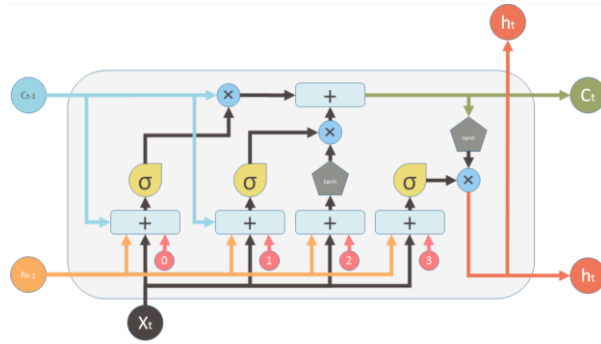 ht
×
+
Ct-1
Ct
tanh
σ
σ
×
tanh
σ
×
+
+
+
+
0
1
2
3
ht-1
ht
Xt